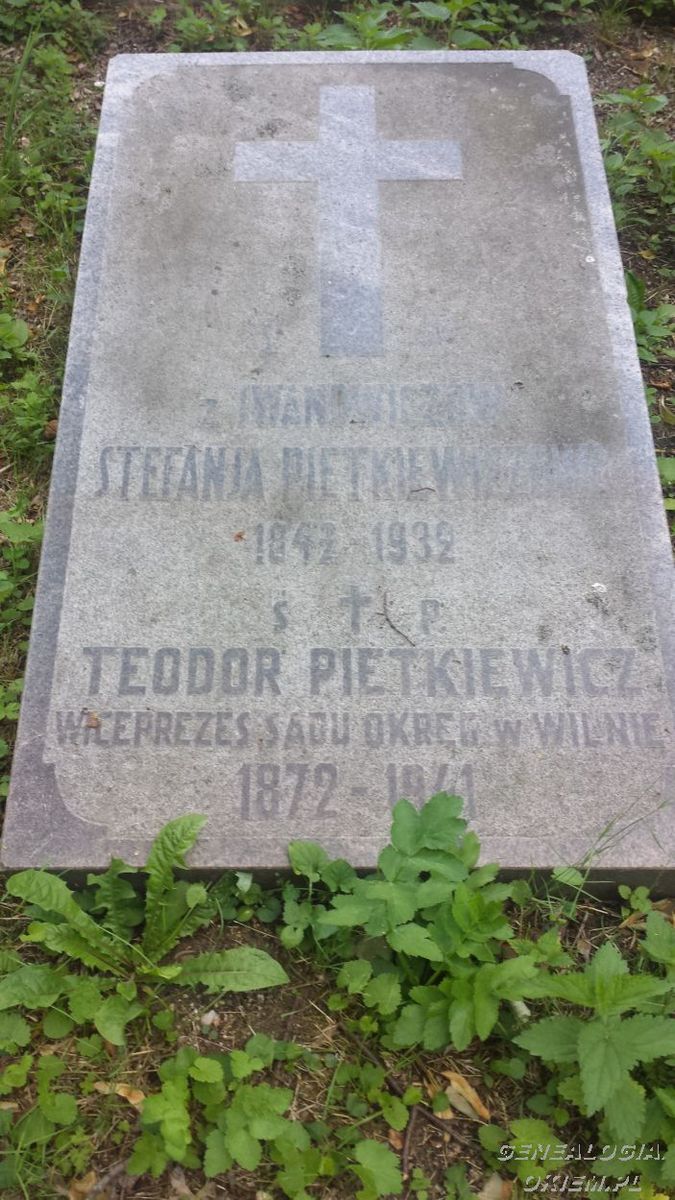 z IWANOWICZÓW
STEFANJA PIETKIEWICZOWA
1842 - 1932
Ś P.
TEODOR PIETKIEWICZ
WICEPREZES SĄDU OKRĘG W WILNIE
1872 - 1941
GENEALOGIA.
OKIEM.PL